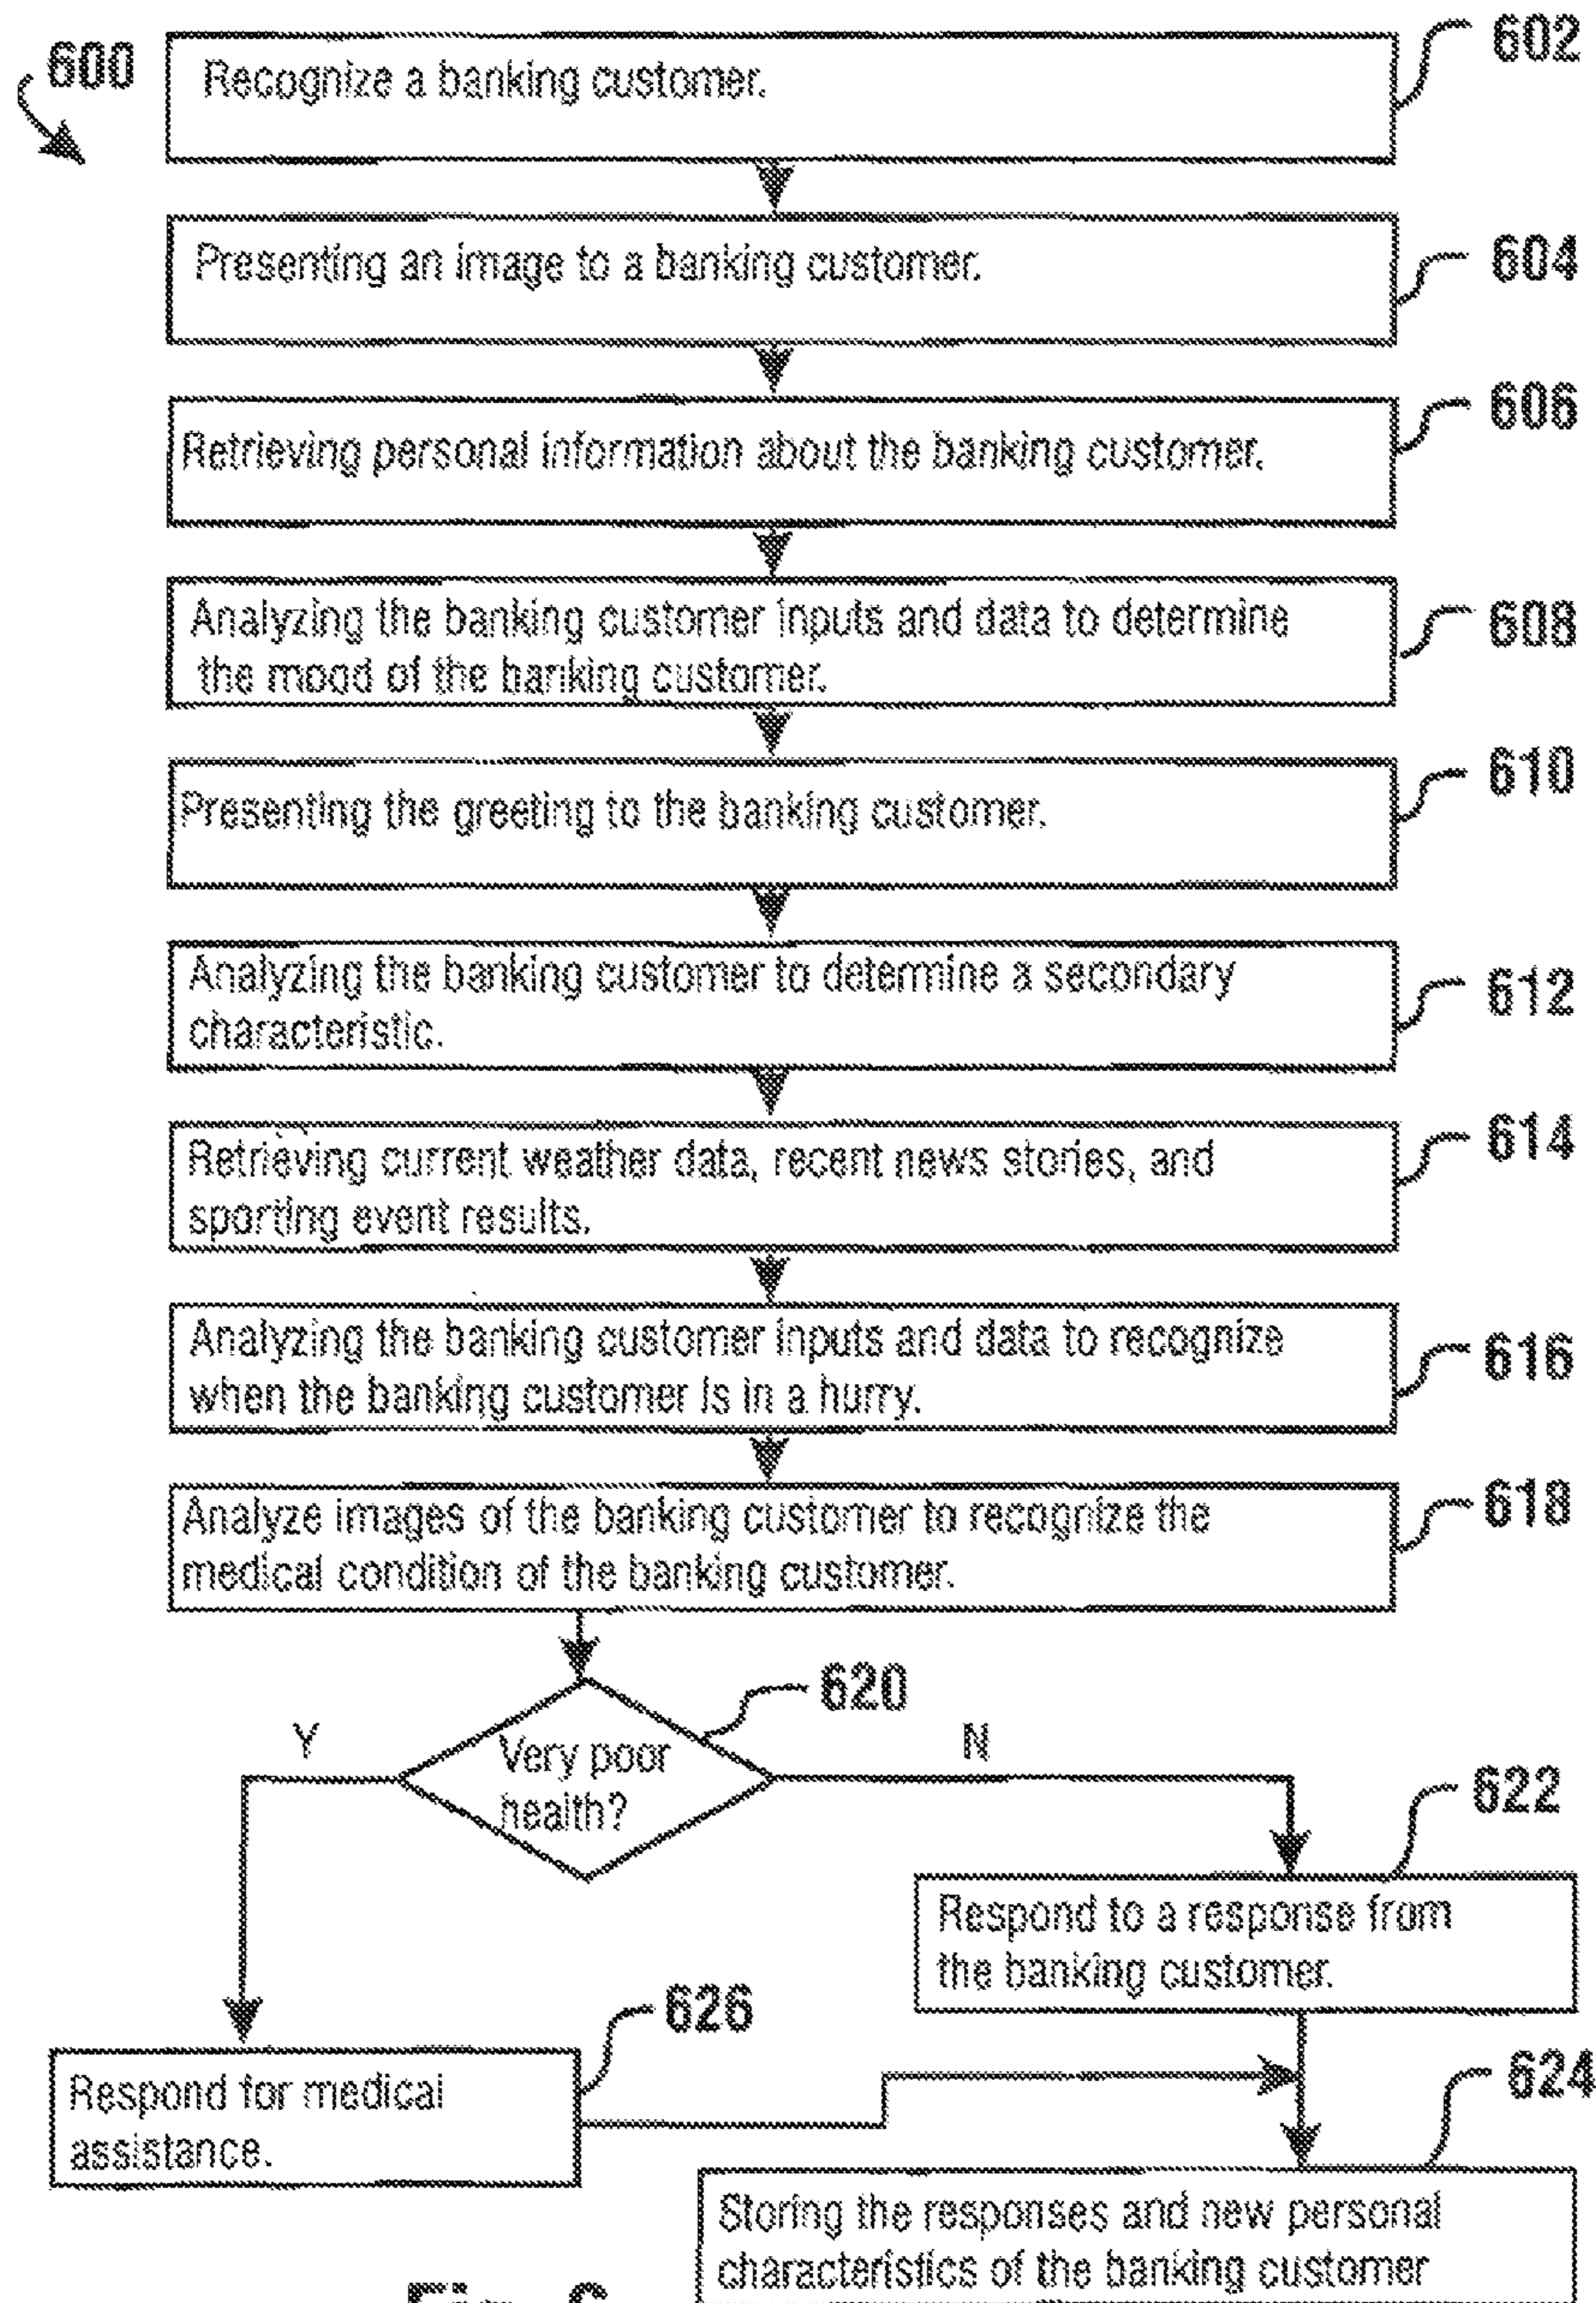 600
Recognize a banking customer.
602
Presenting an image to a banking customer.
604
Retrieving personal information about the banking customer.
606
Analyzing the banking customer inputs and data to determine
the mood of the banking customer.
608
Presenting the greeting to the banking customer.
610
Analyzing the banking customer to determine a secondary
characteristic.
612
Retrieving current weather data, recent news stories, and
sporting event results.
614
Analyzing the banking customer inputs and data to recognize
when the banking customer is in a hurry.
616
Analyze images of the banking customer to recognize the
medical condition of the banking customer.
618
620
Y
Very poor
health?
N
622
Respond to a response from
the banking customer.
626
Respond for medical
assistance.
624
Storing the responses and new personal
characteristics of the banking customer
Fig. 6